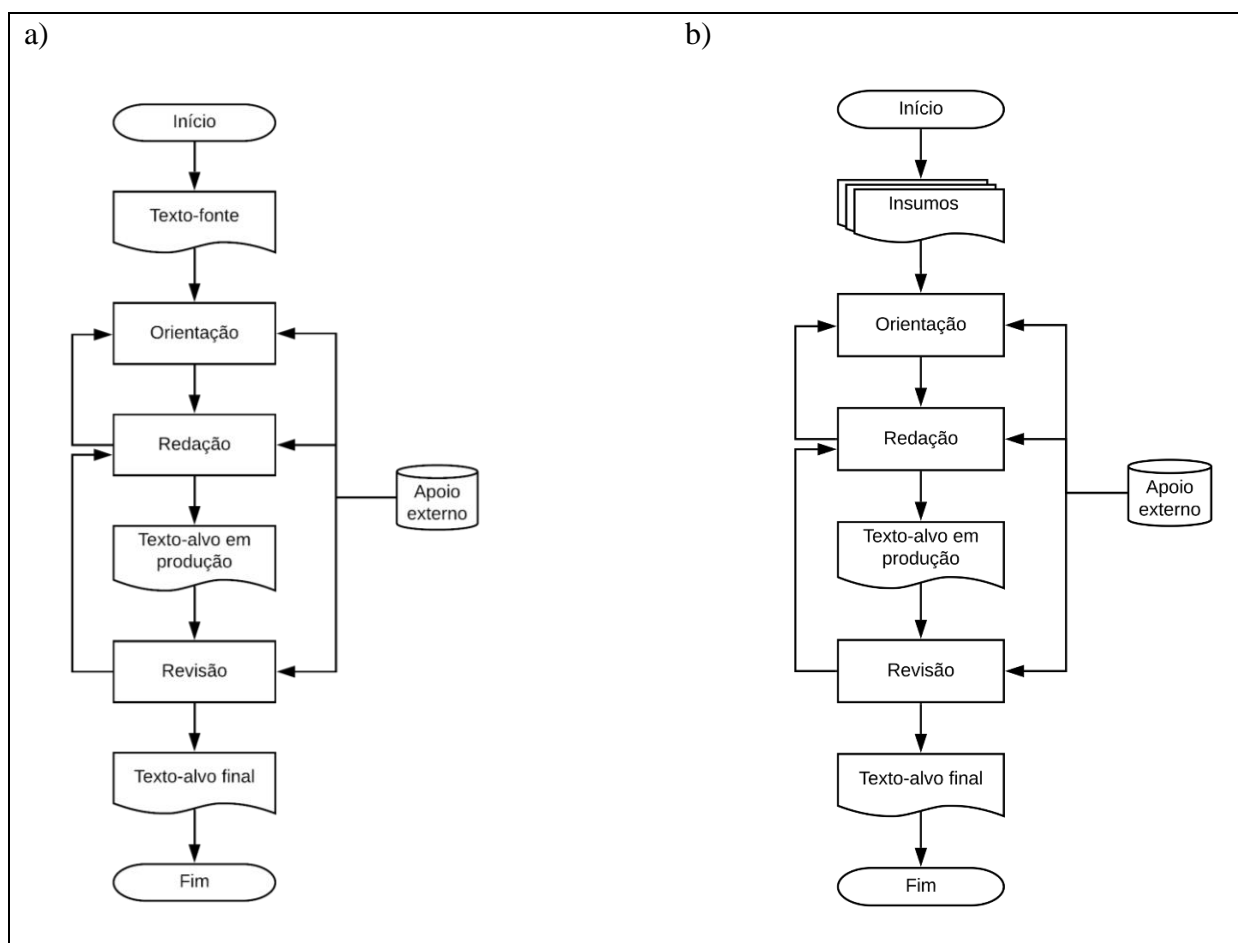 a)
Início
Texto-fonte
Orientação
Redação
Apoio
externo
Texto-alvo em
produção
Revisão
Texto-alvo final
Fim
b)
Início
Insumos
Orientação
Redação
Apoio
externo
Texto-alvo em
produção
Revisão
Texto-alvo final
Fim